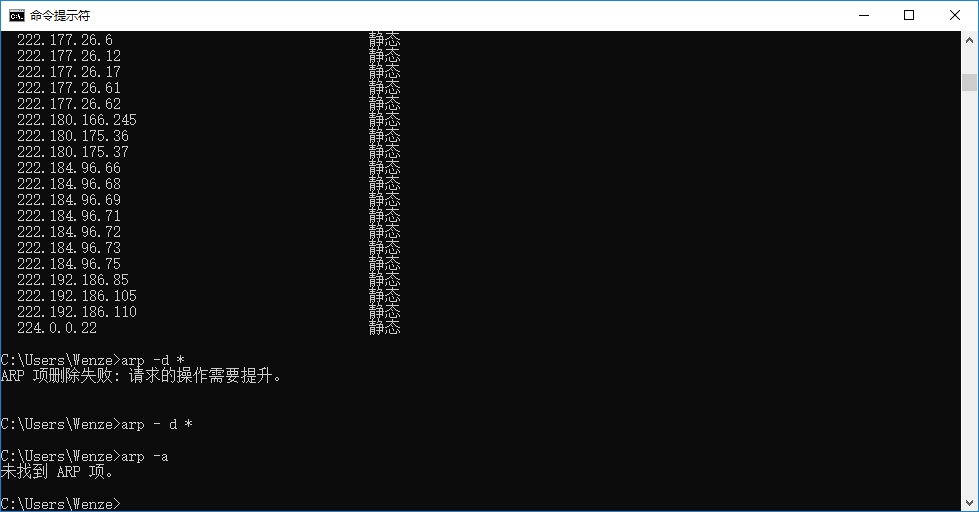 命令提示符
222.177.26.6 静态
222.177.26.12 静态
222.177.26.17 静态
222.177.26.61 静态
222.177.26.62 静态
222.180.166.245 静态
222.180.175.36 静态
222.180.175.37 静态
222.184.96.66 静态
222.184.96.68 静态
222.184.96.69 静态
222.184.96.71 静态
222.184.96.72 静态
222.184.96.73 静态
222.184.96.75 静态
222.192.186.85 静态
222.192.186.105 静态
222.192.186.110 静态
224.0.0.22 静态
C:\Users\Wenze>arp -d *
ARP 项删除失败: 请求的操作需要提升。
C:\Users\Wenze>arp - d *
C:\Users\Wenze>arp -a
未找到 ARP 项。
C:\Users\Wenze>